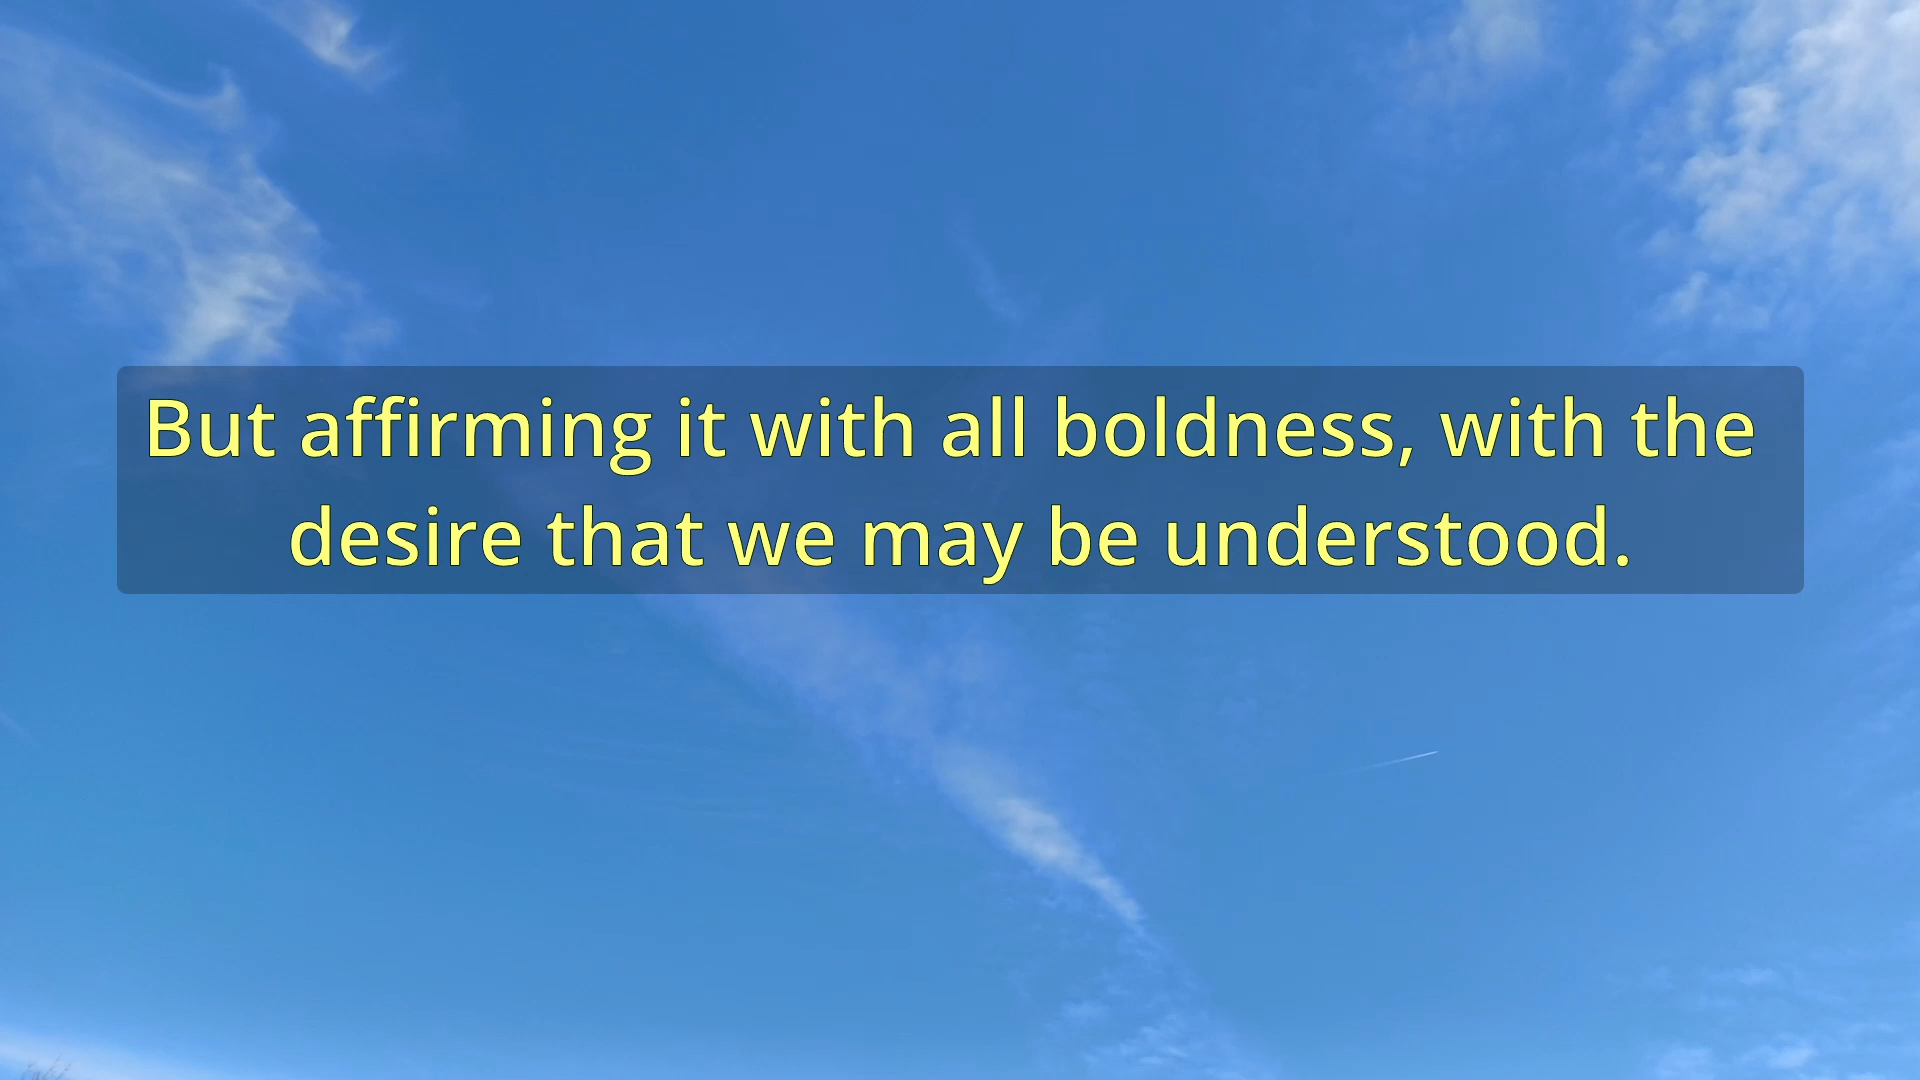 But affirming it with all boldness, with the
desire that we may be understood.